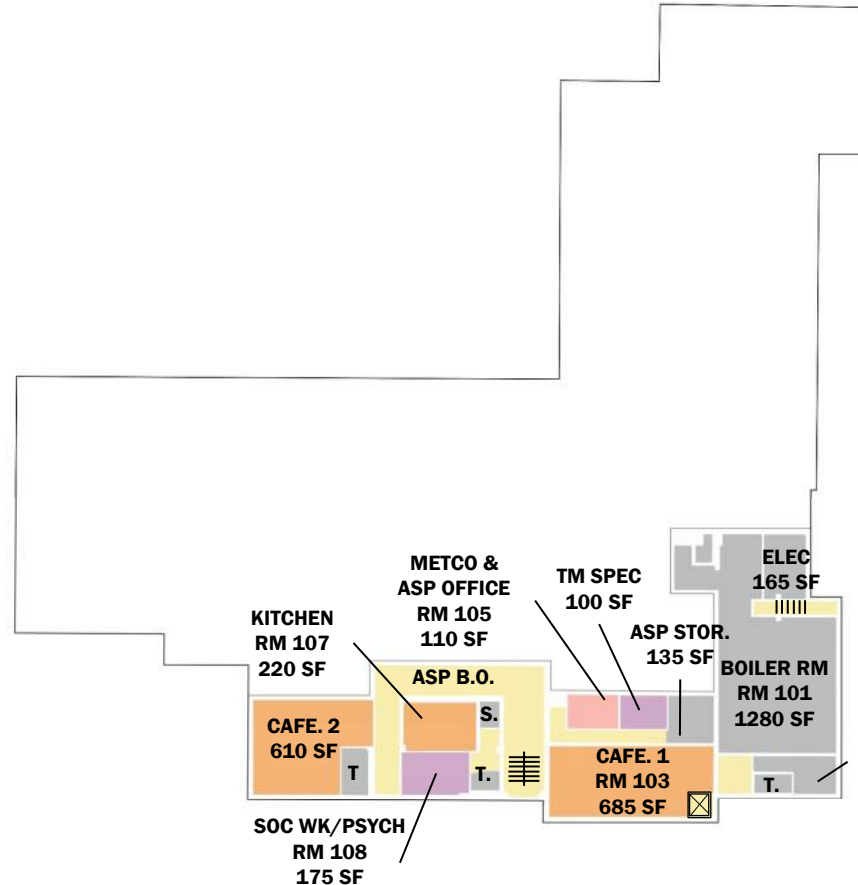 ELEC
165 SF
METCO &
ASP OFFICE
RM 105
110 SF
TM SPEC
100 SF
KITCHEN
RM 107
220 SF
ASP STOR.
135 SF
ASP B.O.
BOILER RM
RM 101
1280 SF
S.
CAFE. 2
610 SF
T
T.
CAFE. 1
RM 103
685 SF
T.
SOC WK/PSYCH
RM 108
175 SF